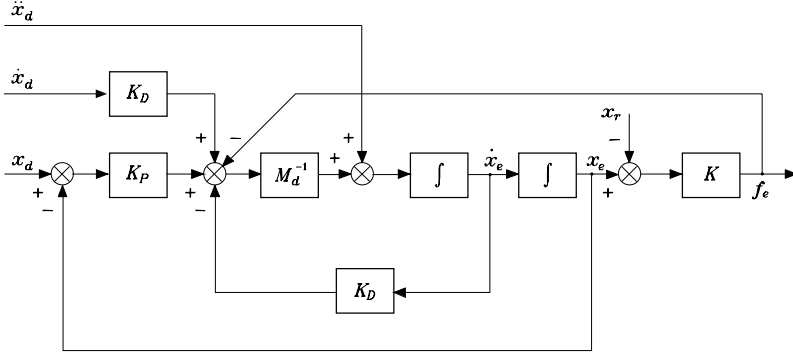 ẍ_d
ẋ_d
K_D
+
−
+
x_r
−
x_d
+
−
K_P
+
−
M_d^{-1}
+
∫
ẋ_e
∫
x_e
+
K
f_e
K_D